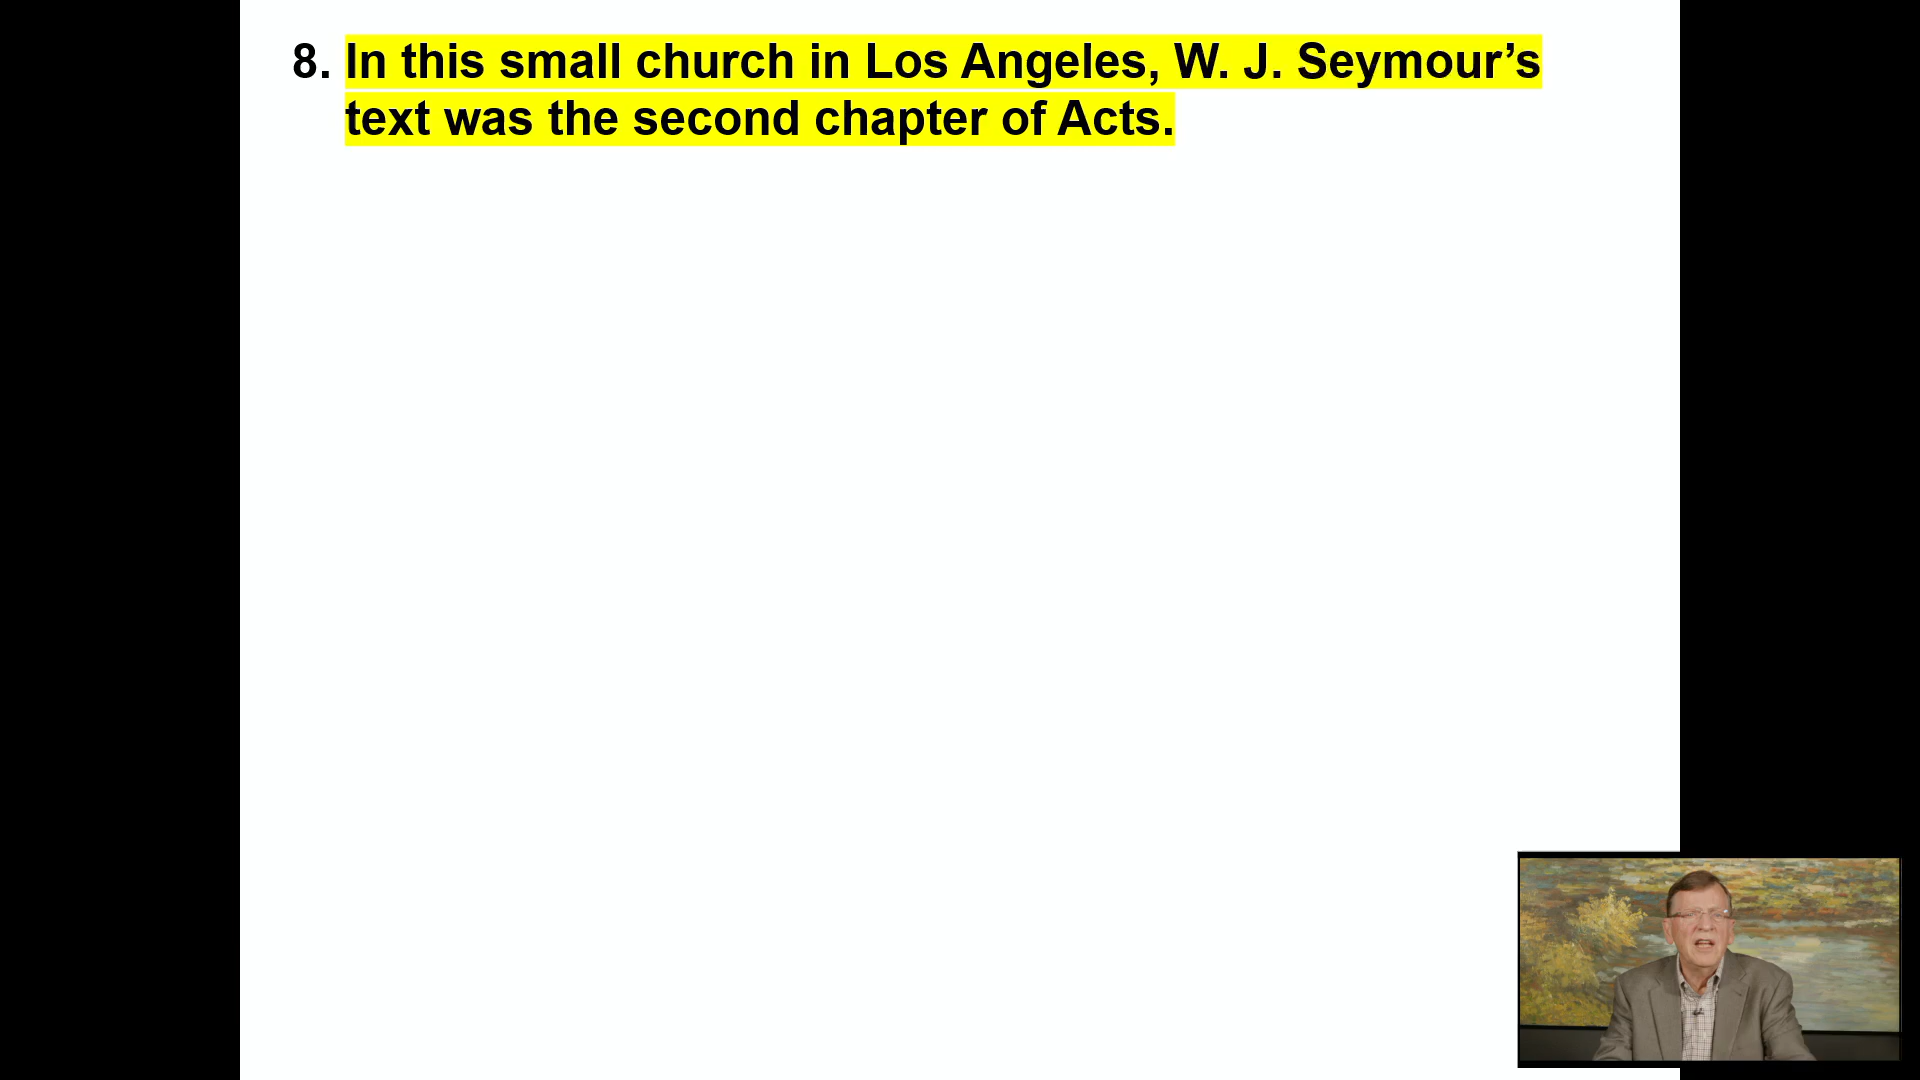 8. In this small church in Los Angeles, W. J. Seymour’s
text was the second chapter of Acts.